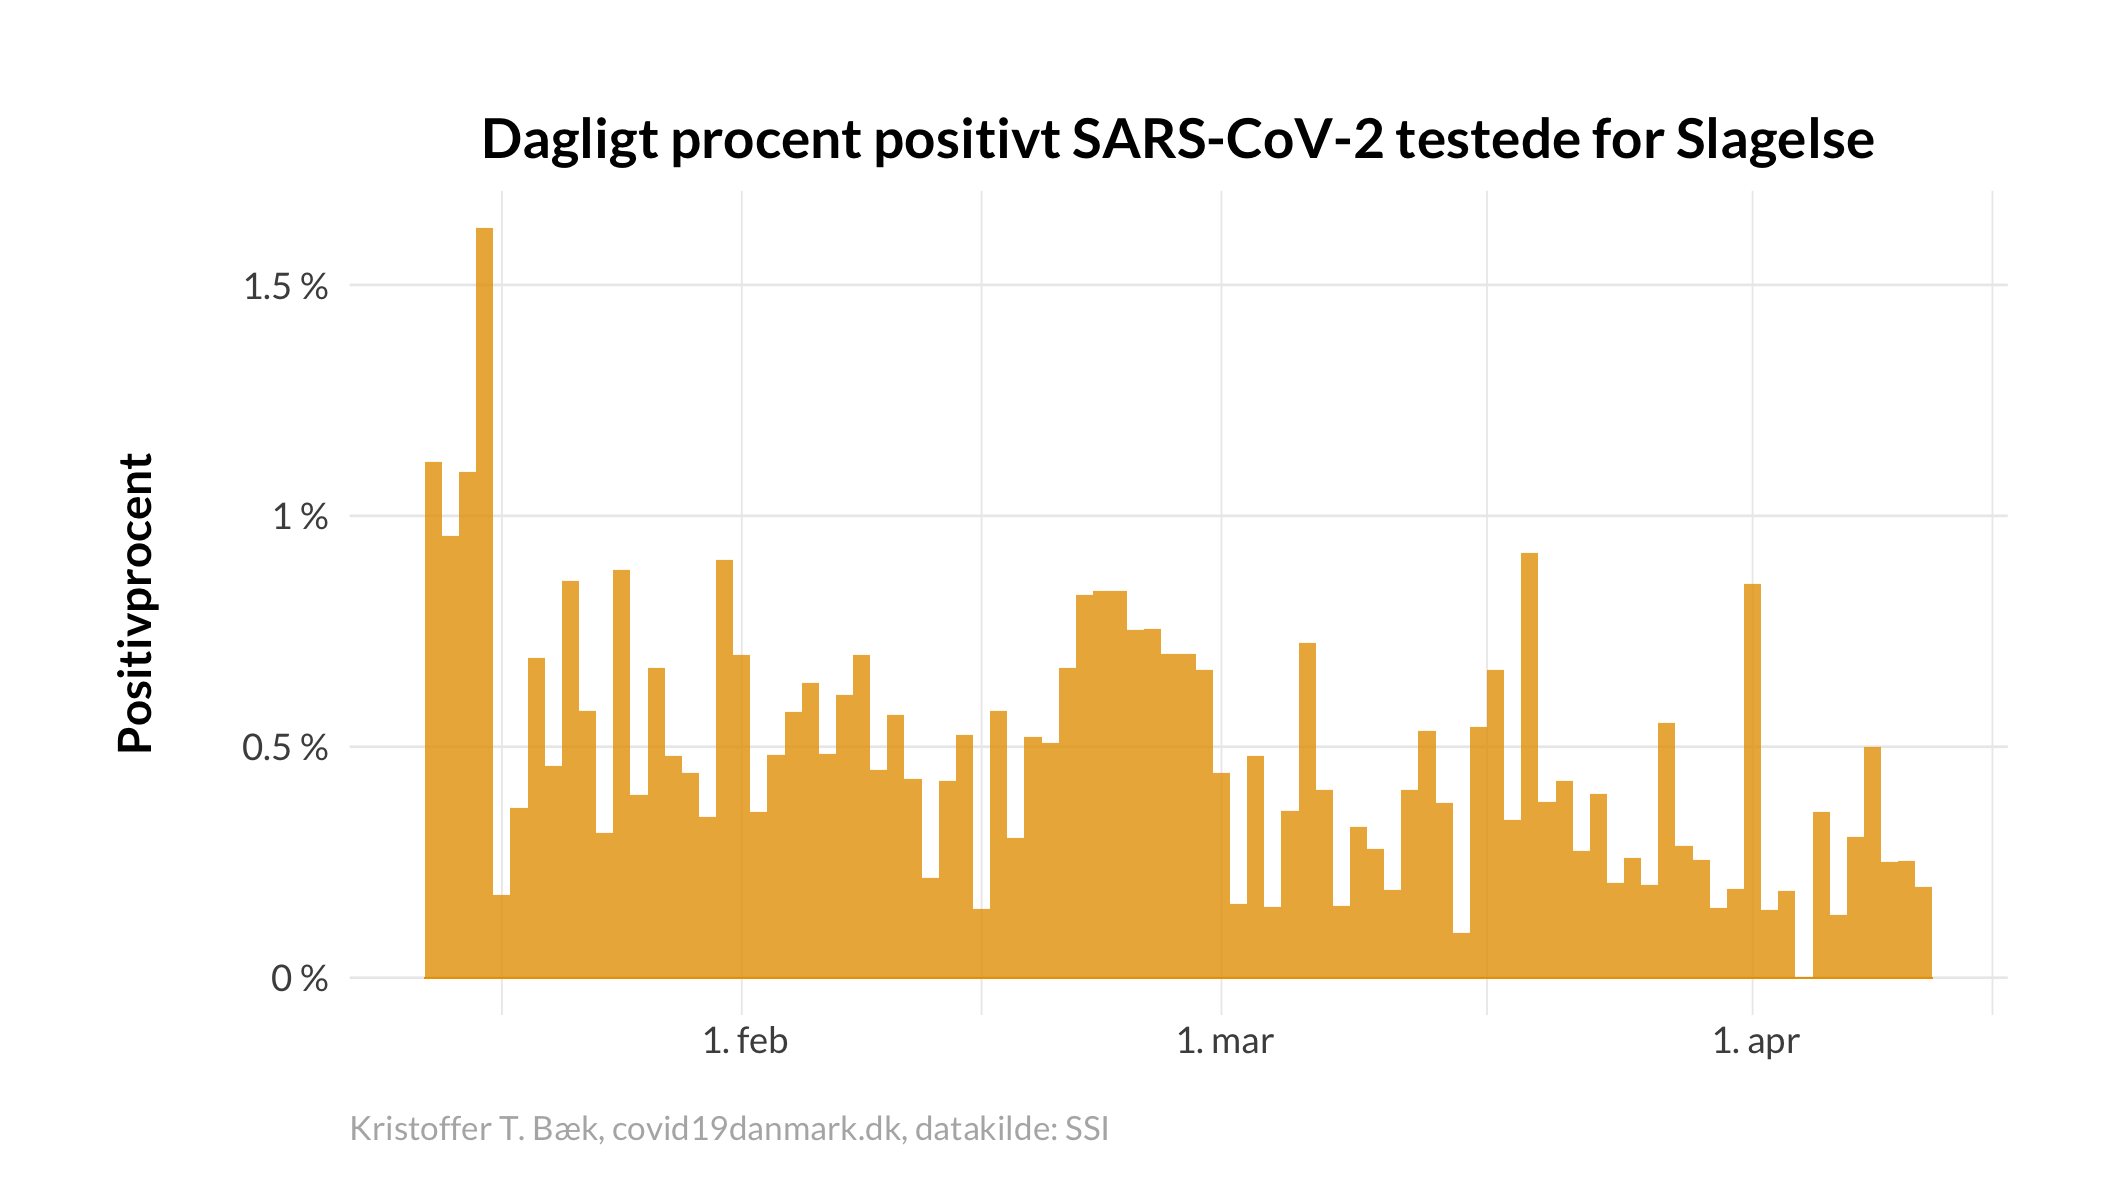 Dagligt procent positivt SARS-CoV-2 testede for Slagelse
Positivprocent
1.5 %
1 %
0.5 %
0 %
1. feb
1. mar
1. apr
Kristoffer T. Bæk, covid19danmark.dk, datakilde: SSI